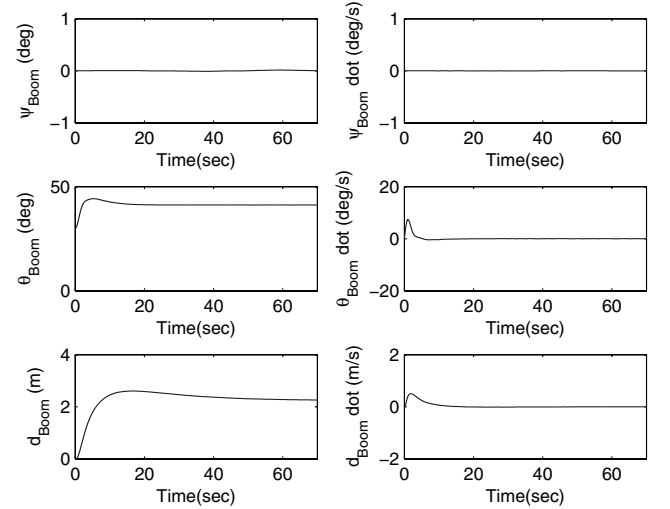 1
0
−1
0 20 40 60
Time(sec)
ψBoom (deg)
1
0
−1
0 20 40 60
Time(sec)
ψBoom dot (deg/s)
50
0
0 20 40 60
Time(sec)
θBoom (deg)
20
0
−20
0 20 40 60
Time(sec)
θBoom dot (deg/s)
4
2
0
0 20 40 60
Time(sec)
dBoom (m)
2
0
−2
0 20 40 60
Time(sec)
dBoom dot (m/s)